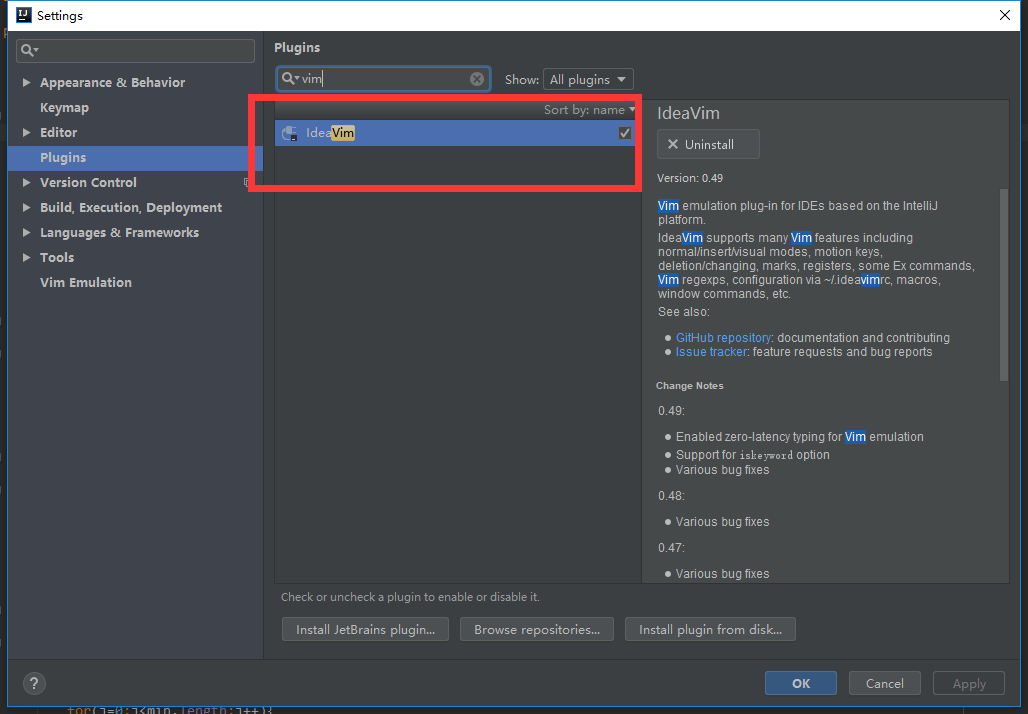 Settings
Plugins
vim
Show: All plugins
Appearance & Behavior
Keymap
Editor
Plugins
Version Control
Build, Execution, Deployment
Languages & Frameworks
Tools
Vim Emulation
Sort by: name
IdeaVim
IdeaVim
Uninstall
Version: 0.49
Vim emulation plug-in for IDEs based on the IntelliJ
platform.
IdeaVim supports many Vim features including
normal/insert/visual modes, motion keys,
deletion/changing, marks, registers, some Ex commands,
Vim regexps, configuration via ~/.ideavimrc, macros,
window commands, etc.
See also:
GitHub repository: documentation and contributing
Issue tracker: feature requests and bug reports
Change Notes
0.49:
Enabled zero-latency typing for Vim emulation
Support for iskeyword option
Various bug fixes
0.48:
Various bug fixes
0.47:
Various bug fixes
Check or uncheck a plugin to enable or disable it.
Install JetBrains plugin...
Browse repositories...
Install plugin from disk...
?
OK
Cancel
Apply
for(j=0;j<min.length;j++){